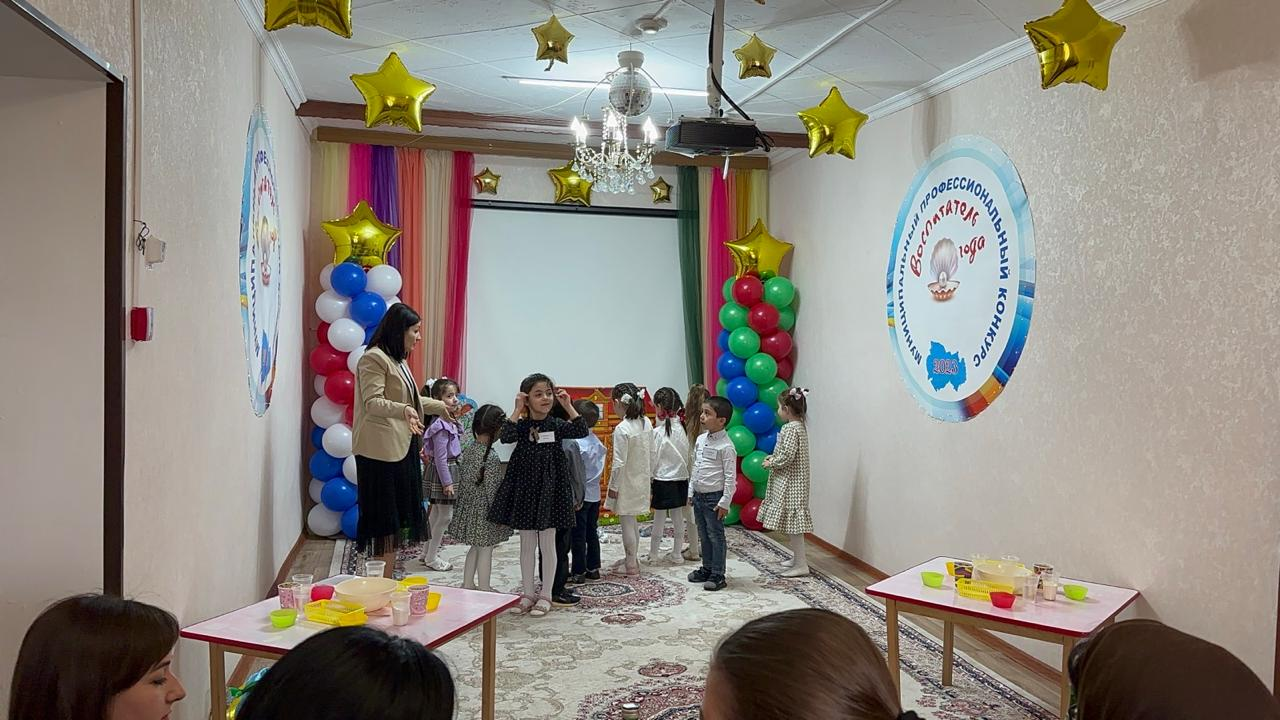 МУНИЦИПАЛЬНЫЙ ПРОФЕССИОНАЛЬНЫЙ КОНКУРС
Воспитатель
года
2023